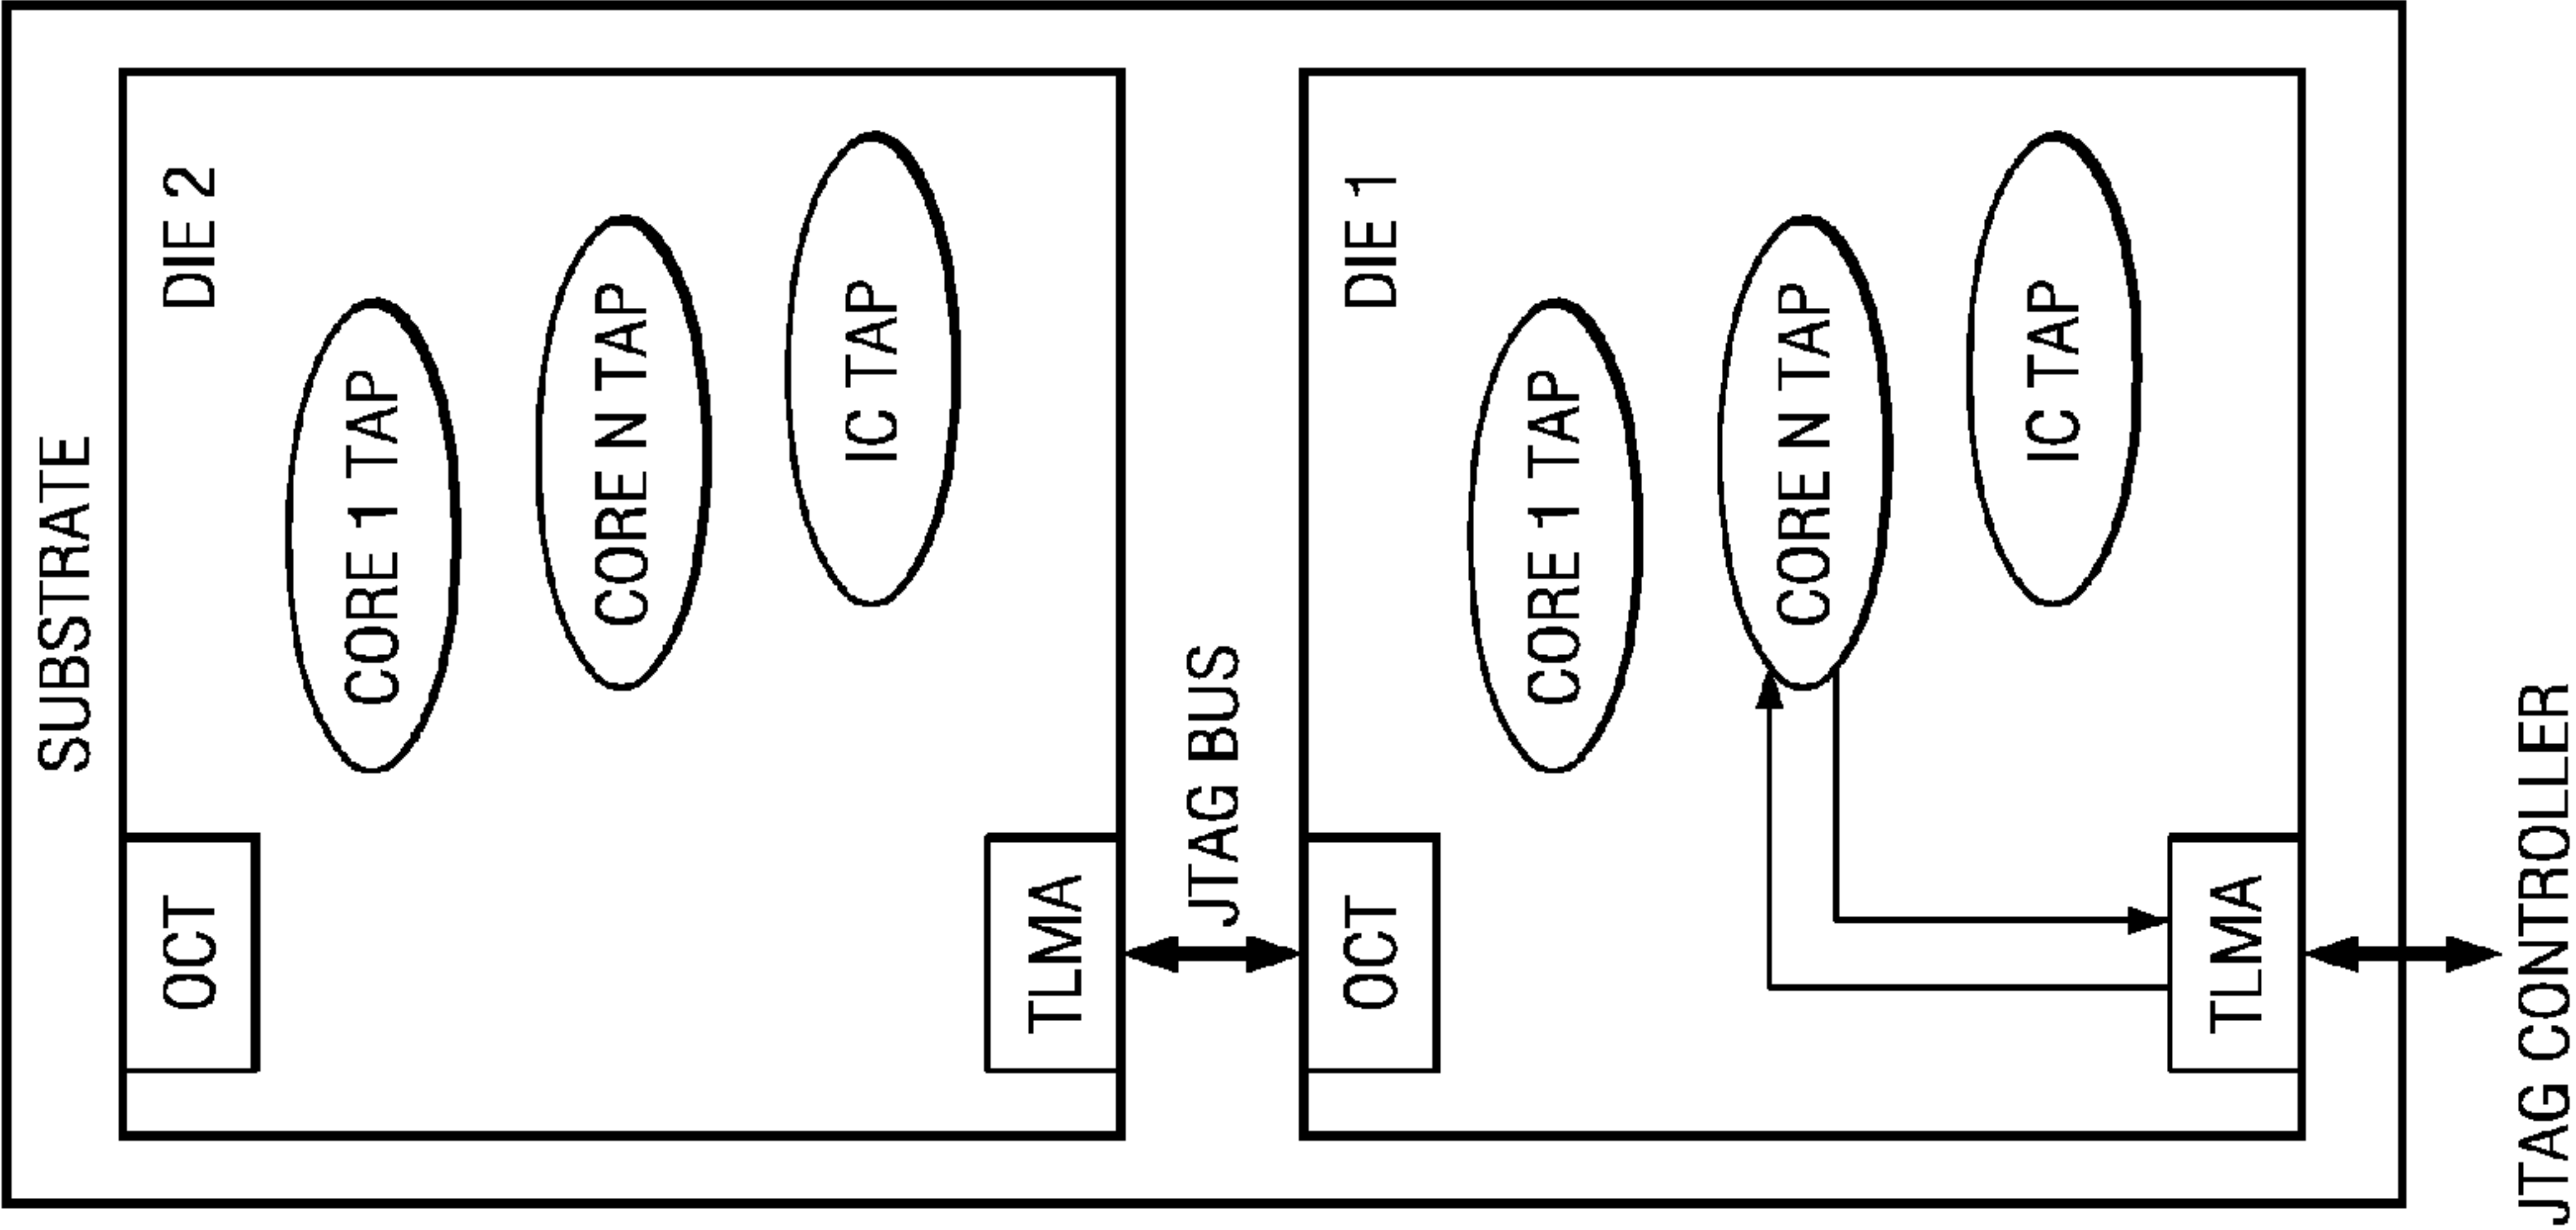 SUBSTRATE
DIE 2
OCT
CORE 1 TAP
CORE N TAP
IC TAP
TLMA
JTAG BUS
DIE 1
OCT
CORE 1 TAP
CORE N TAP
IC TAP
TLMA
JTAG CONTROLLER